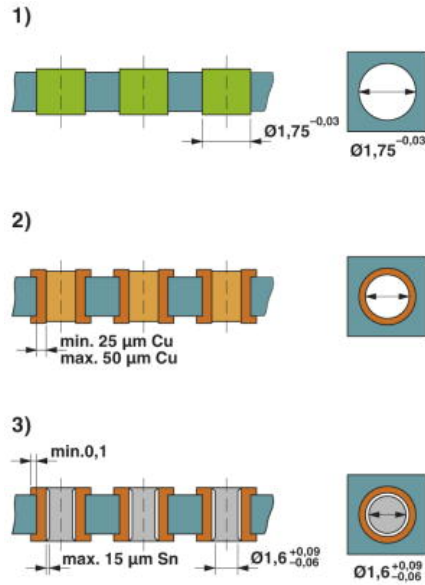 1)
Ø1,75−0,03
Ø1,75−0,03
2)
min. 25 µm Cu
max. 50 µm Cu
3)
min.0,1
max. 15 µm Sn
Ø1,6+0,09−0,06
Ø1,6+0,09−0,06